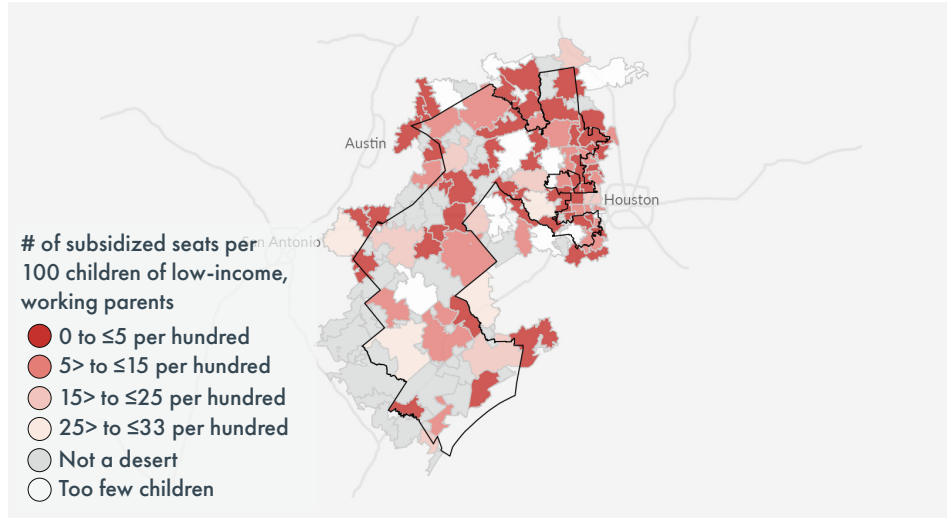 Austin
Houston
San Antonio
# of subsidized seats per
100 children of low-income,
working parents
0 to ≤5 per hundred
5> to ≤15 per hundred
15> to ≤25 per hundred
25> to ≤33 per hundred
Not a desert
Too few children